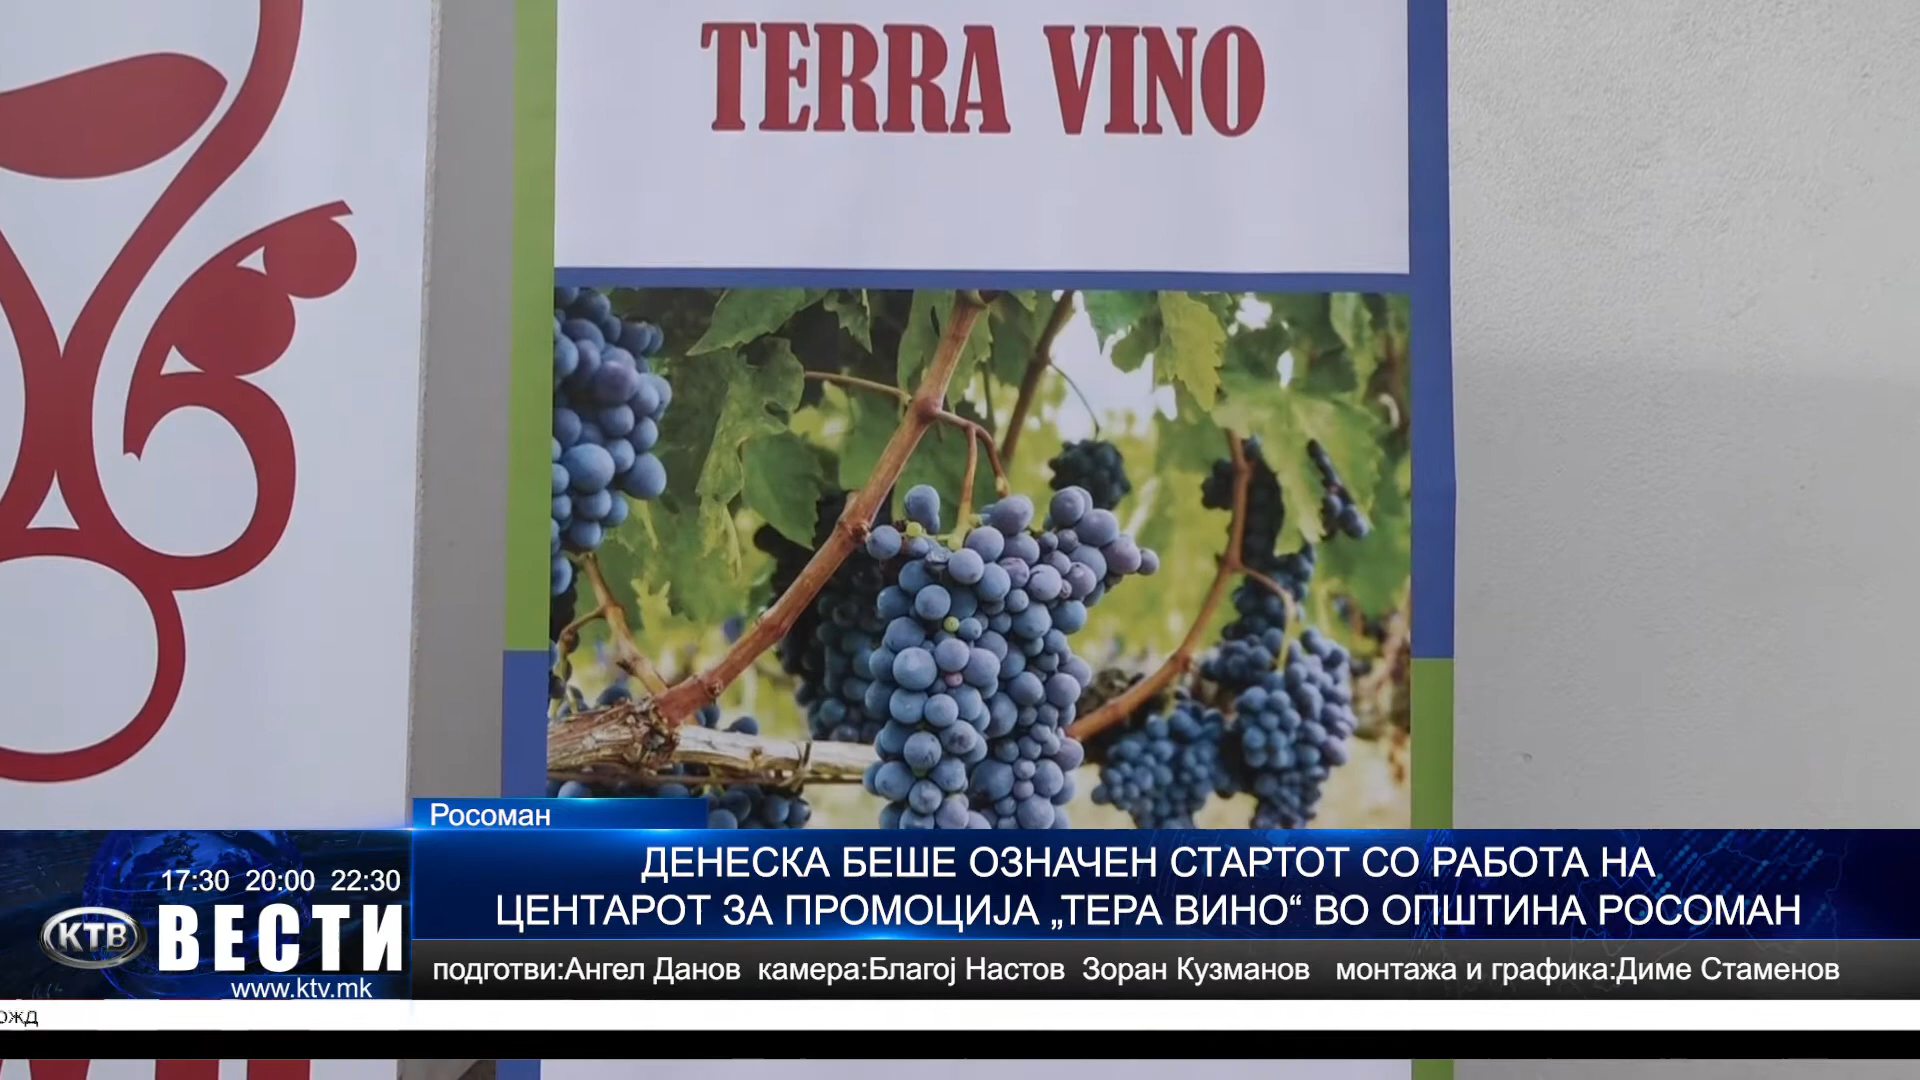 TERRA VINO
Росоман
ДЕНЕСКА БЕШЕ ОЗНАЧЕН СТАРТОТ СО РАБОТА НА
ЦЕНТАРОТ ЗА ПРОМОЦИЈА „ТЕРА ВИНО“ ВО ОПШТИНА РОСОМАН
17:30 20:00 22:30
КТВ
ВЕСТИ
www.ktv.mk
подготви:Ангел Данов камера:Благој Настов Зоран Кузманов монтажа и графика:Диме Стаменов